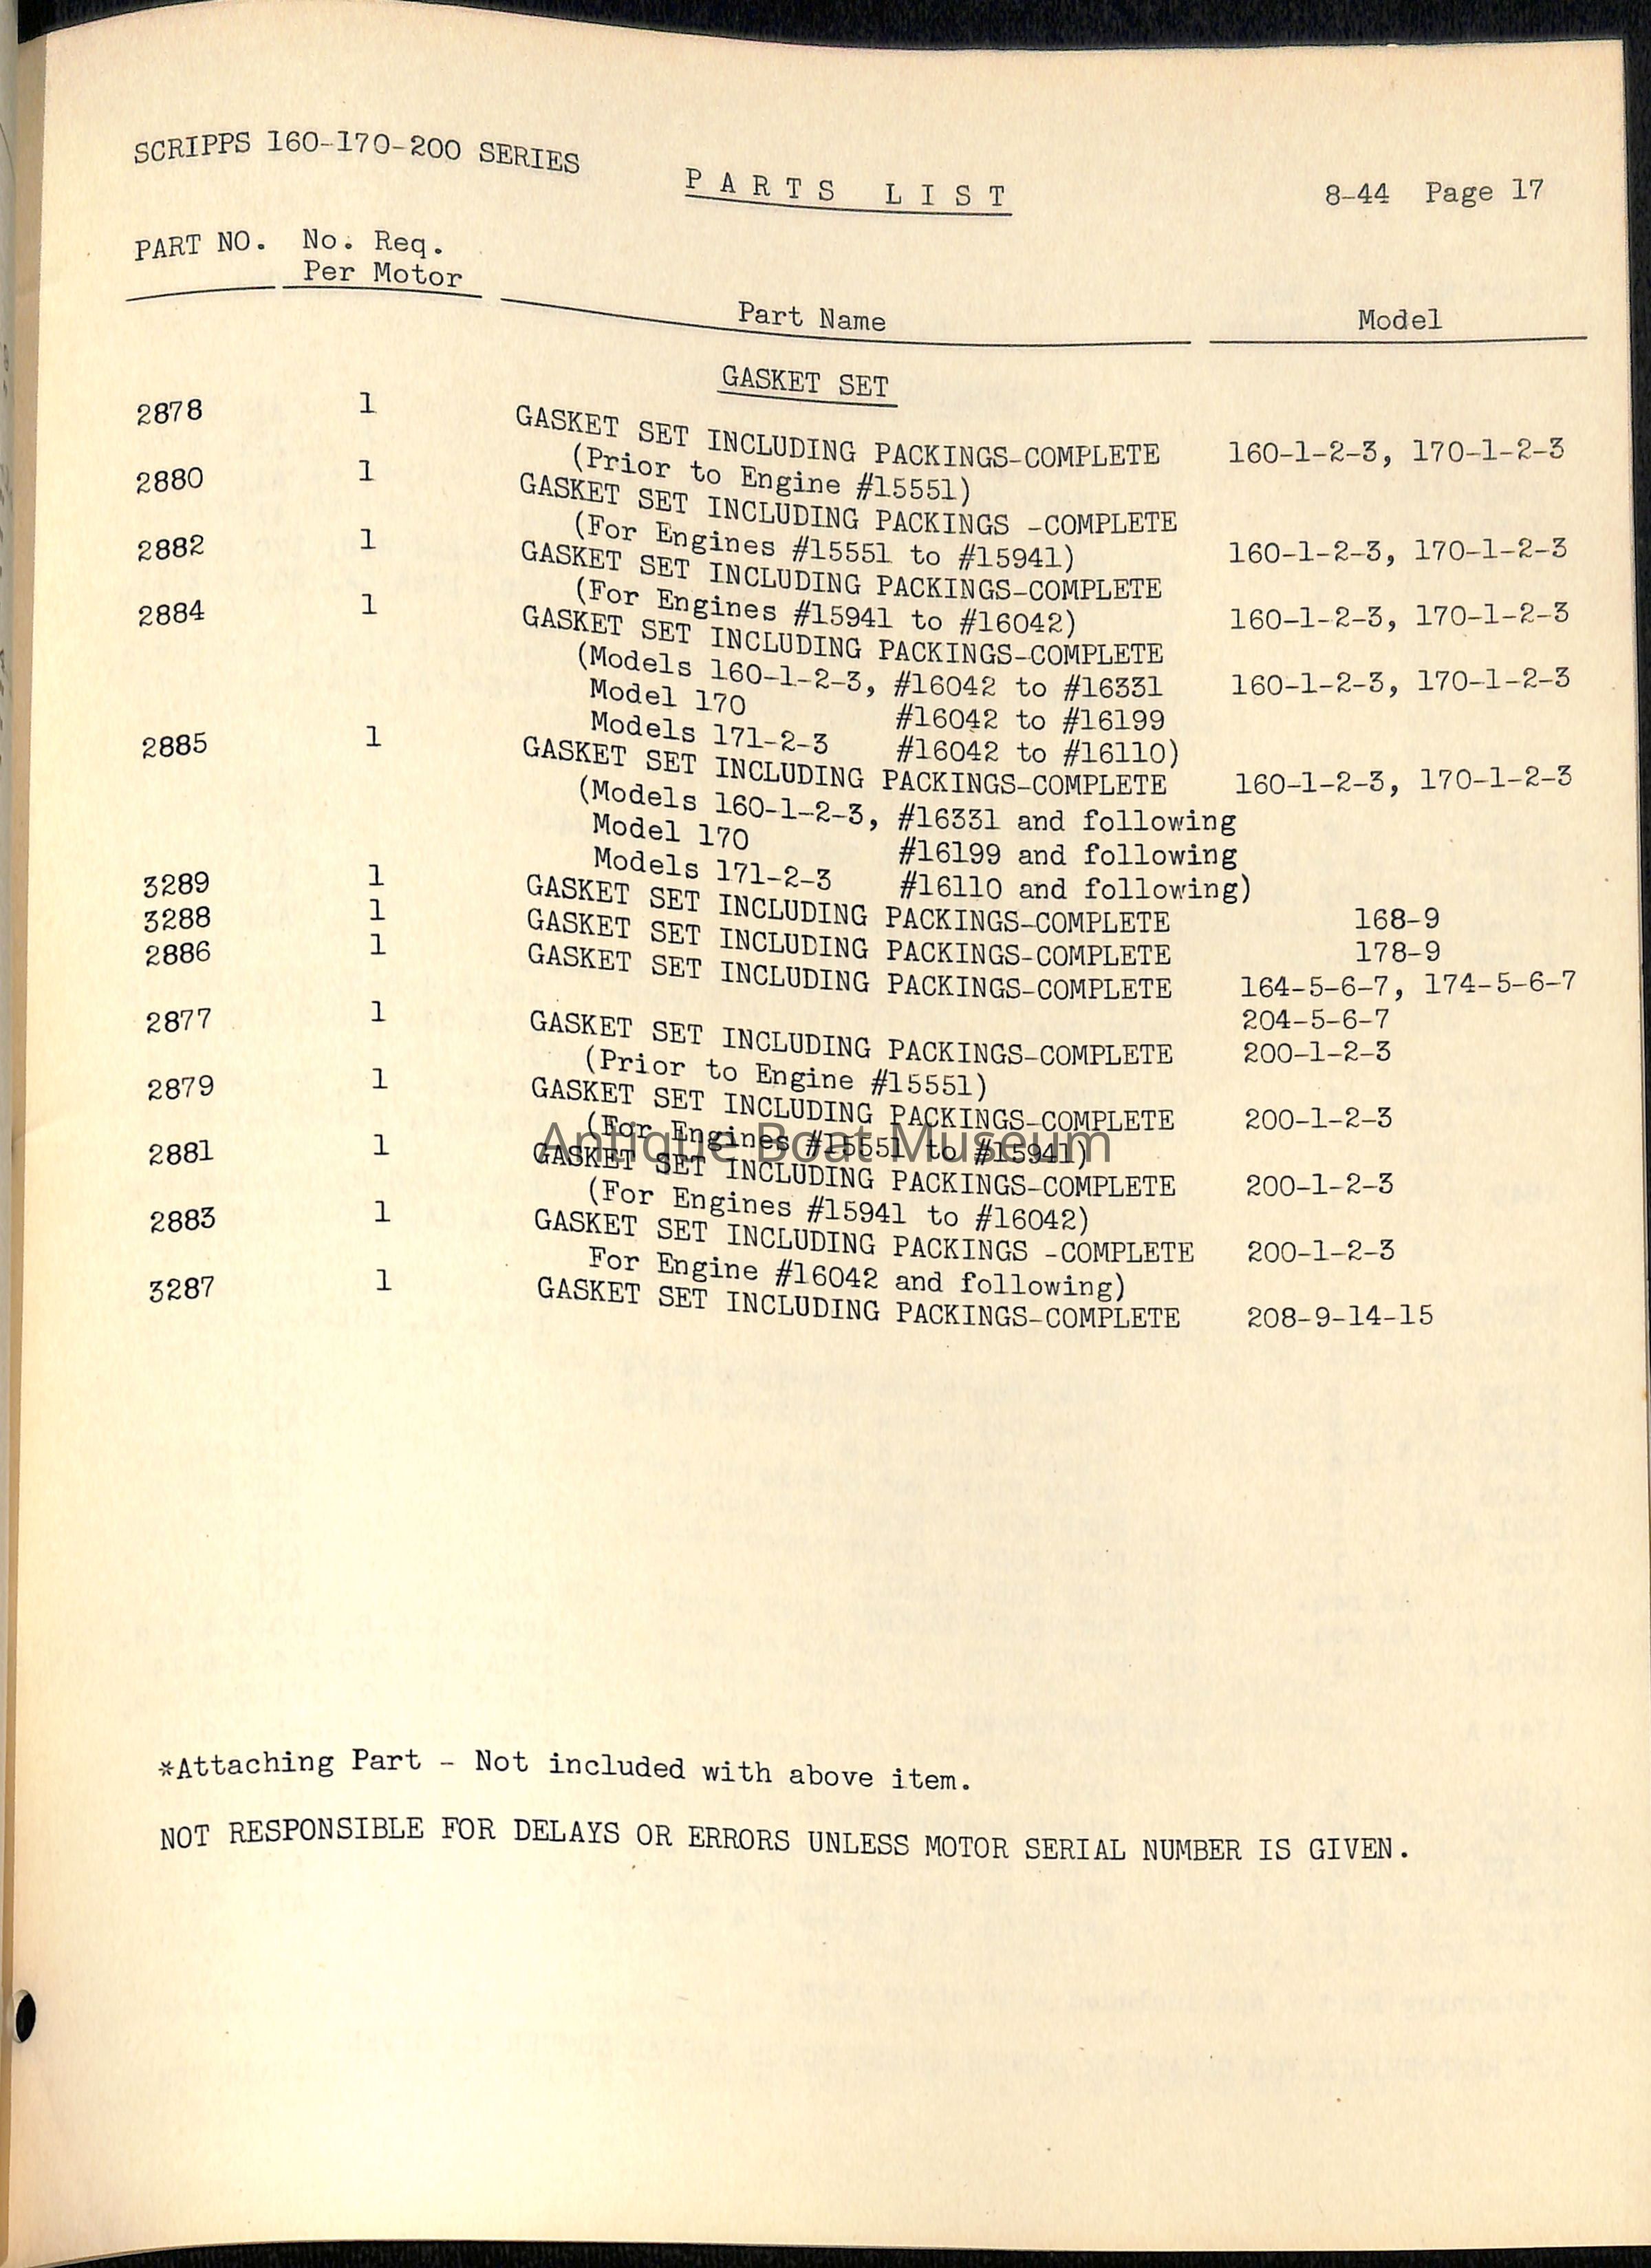 SCRIPPS 160-170-200 SERIES
PARTS LIST
8-44 Page 17
PART NO. No. Req.
Per Motor
Part Name Model
GASKET SET
2878 1 GASKET SET INCLUDING PACKINGS-COMPLETE 160-1-2-3, 170-1-2-3
(Prior to Engine #15551)
2880 1 GASKET SET INCLUDING PACKINGS -COMPLETE
(For Engines #15551 to #15941) 160-1-2-3, 170-1-2-3
2882 1 GASKET SET INCLUDING PACKINGS-COMPLETE
(For Engines #15941 to #16042) 160-1-2-3, 170-1-2-3
2884 1 GASKET SET INCLUDING PACKINGS-COMPLETE
(Models 160-1-2-3, #16042 to #16331 160-1-2-3, 170-1-2-3
Model 170 #16042 to #16199
Models 171-2-3 #16042 to #16110)
2885 1 GASKET SET INCLUDING PACKINGS-COMPLETE 160-1-2-3, 170-1-2-3
(Models 160-1-2-3, #16331 and following
Model 170 #16199 and following
Models 171-2-3 #16110 and following)
3289 1 GASKET SET INCLUDING PACKINGS-COMPLETE 168-9
3288 1 GASKET SET INCLUDING PACKINGS-COMPLETE 178-9
2886 1 GASKET SET INCLUDING PACKINGS-COMPLETE 164-5-6-7, 174-5-6-7
204-5-6-7
2877 1 GASKET SET INCLUDING PACKINGS-COMPLETE 200-1-2-3
(Prior to Engine #15551)
2879 1 GASKET SET INCLUDING PACKINGS-COMPLETE 200-1-2-3
(For Engines #15551 to #15941)
Antique Boat Museum
2881 1 GASKET SET INCLUDING PACKINGS-COMPLETE 200-1-2-3
(For Engines #15941 to #16042)
2883 1 GASKET SET INCLUDING PACKINGS -COMPLETE 200-1-2-3
For Engine #16042 and following)
3287 1 GASKET SET INCLUDING PACKINGS-COMPLETE 208-9-14-15
*Attaching Part - Not included with above item.
NOT RESPONSIBLE FOR DELAYS OR ERRORS UNLESS MOTOR SERIAL NUMBER IS GIVEN.